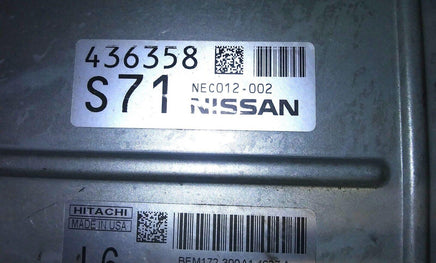 436358
S71
NEC012-002
NISSAN
HITACHI
MADE IN USA